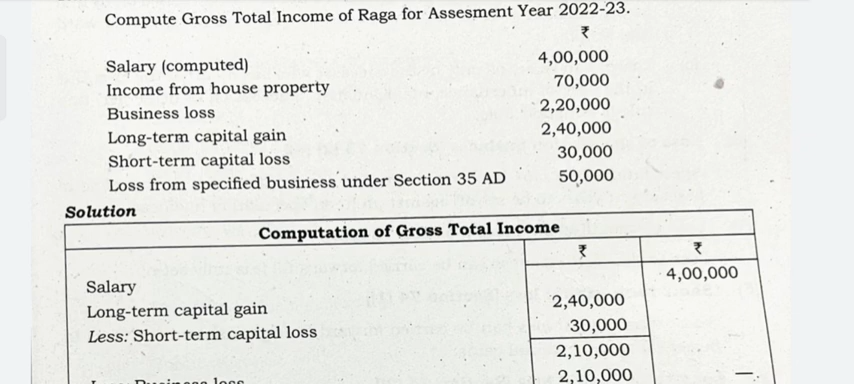 Compute Gross Total Income of Raga for Assesment Year 2022-23.
₹
Salary (computed) 4,00,000
Income from house property 70,000
Business loss 2,20,000
Long-term capital gain 2,40,000
Short-term capital loss 30,000
Loss from specified business under Section 35 AD 50,000
Solution
Computation of Gross Total Income
₹ ₹
Salary 4,00,000
Long-term capital gain 2,40,000
Less: Short-term capital loss 30,000
2,10,000
Business loss 2,10,000 —